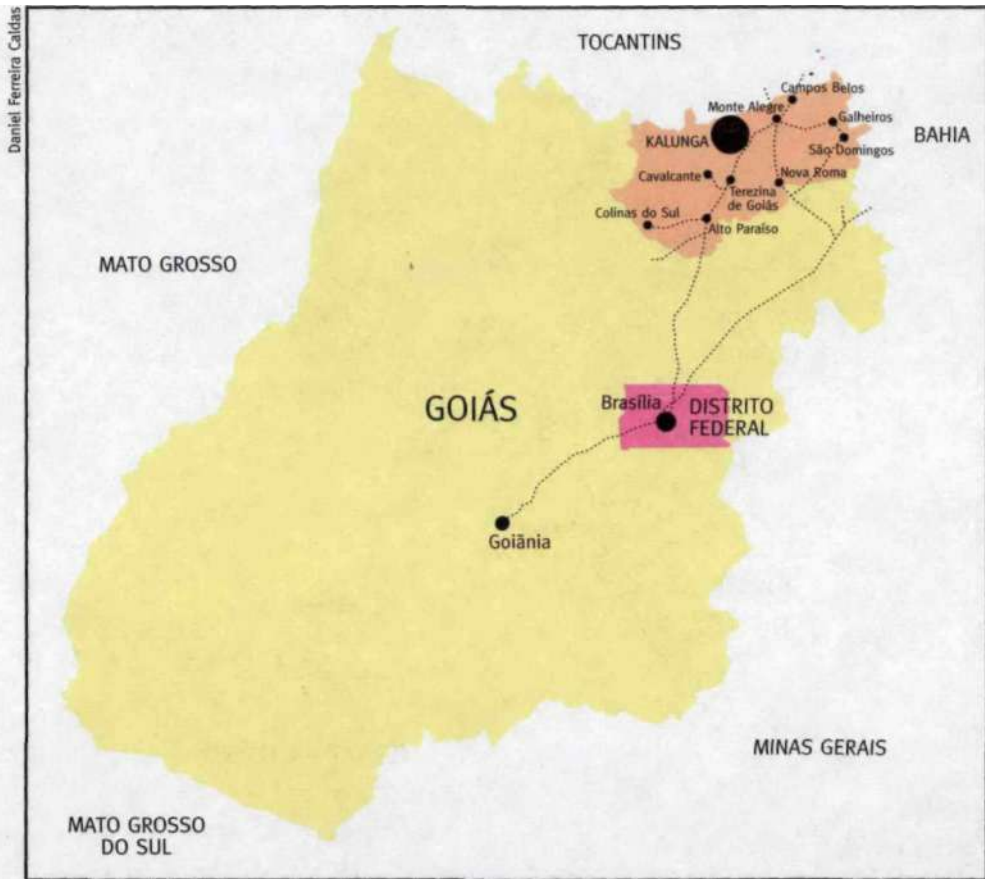 Daniel Ferreira Caldas
TOCANTINS
Campos Belos
Monte Alegre
Galheiros
KALUNGA
BAHIA
São Domingos
Cavalcante
Nova Roma
Terezina
de Goiás
Colinas do Sul
Alto Paraíso
MATO GROSSO
GOIÁS
Brasília
DISTRITO
FEDERAL
Goiânia
MINAS GERAIS
MATO GROSSO
DO SUL